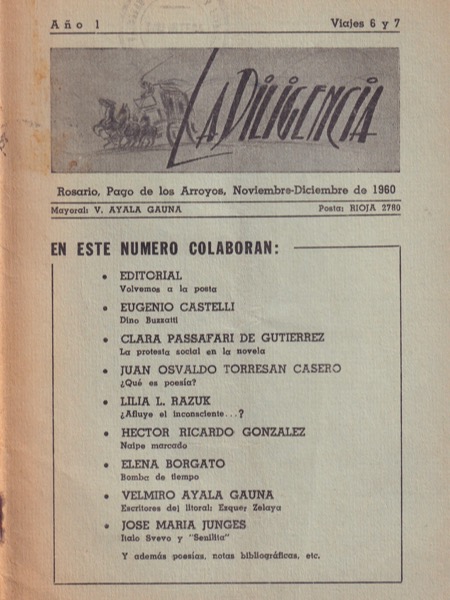 Año 1 Viajes 6 y 7
LA DILIGENCIA
Rosario, Pago de los Arroyos, Noviembre-Diciembre de 1960
Mayoral: V. AYALA GAUNA Posta: RIOJA 2780
EN ESTE NUMERO COLABORAN:
• EDITORIAL
Volvemos a la posta
• EUGENIO CASTELLI
Dino Buzzatti
• CLARA PASSAFARI DE GUTIERREZ
La protesta social en la novela
• JUAN OSVALDO TORRESAN CASERO
¿Qué es poesía?
• LILIA L. RAZUK
¿Afluye el inconsciente...?
• HECTOR RICARDO GONZALEZ
Naipe marcado
• ELENA BORGATO
Bomba de tiempo
• VELMIRO AYALA GAUNA
Escritores del litoral: Esquer Zelaya
• JOSE MARIA JUNGES
Italo Svevo y "Senilita"
Y además poesías, notas bibliográficas, etc.